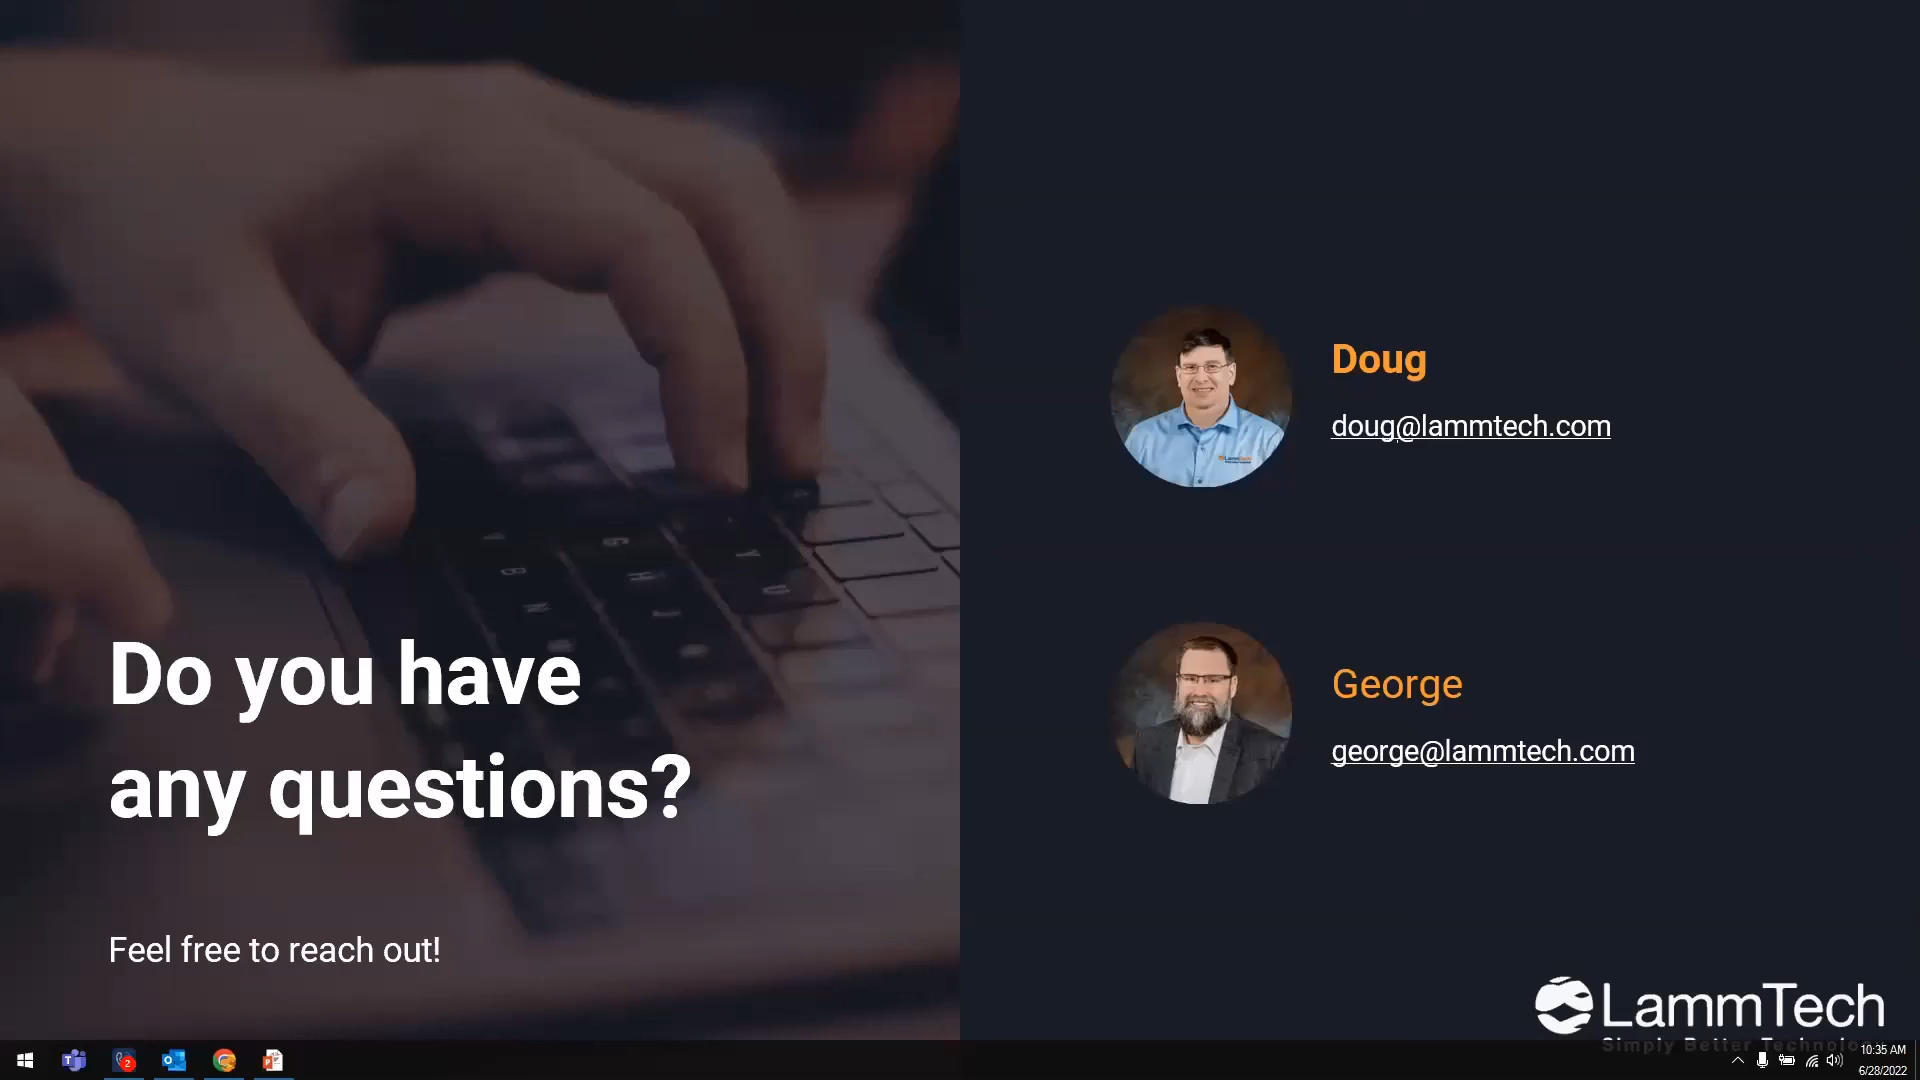 Do you have
any questions?
Feel free to reach out!
Doug
doug@lammtech.com
George
george@lammtech.com
LammTech
Simply Better Technology
10:35 AM
6/28/2022